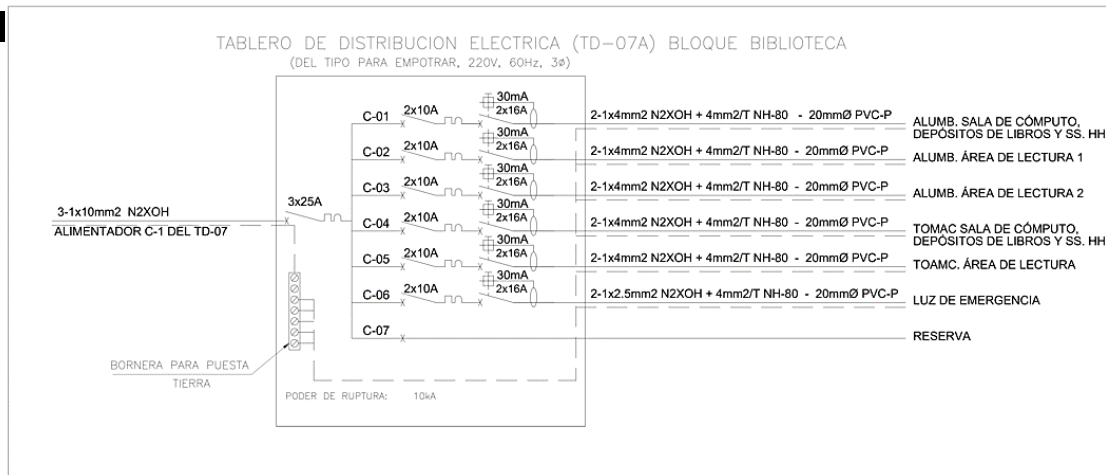 TABLERO DE DISTRIBUCION ELECTRICA (TD-07A) BLOQUE BIBLIOTECA
(DEL TIPO PARA EMPOTRAR, 220V, 60Hz, 3Ø)
C-01 2x10A 30mA 2x16A 2-1x4mm2 N2XOH + 4mm2/T NH-80 - 20mmØ PVC-P ALUMB. SALA DE CÓMPUTO,
DEPÓSITOS DE LIBROS Y SS. HH
C-02 2x10A 30mA 2x16A 2-1x4mm2 N2XOH + 4mm2/T NH-80 - 20mmØ PVC-P ALUMB. ÁREA DE LECTURA 1
C-03 2x10A 30mA 2x16A 2-1x4mm2 N2XOH + 4mm2/T NH-80 - 20mmØ PVC-P ALUMB. ÁREA DE LECTURA 2
3x25A
3-1x10mm2 N2XOH
ALIMENTADOR C-1 DEL TD-07
C-04 2x10A 30mA 2x16A 2-1x4mm2 N2XOH + 4mm2/T NH-80 - 20mmØ PVC-P TOMAC SALA DE CÓMPUTO,
DEPÓSITOS DE LIBROS Y SS. HH
C-05 2x10A 30mA 2x16A 2-1x4mm2 N2XOH + 4mm2/T NH-80 - 20mmØ PVC-P TOAMC. ÁREA DE LECTURA
C-06 2x10A 30mA 2x16A 2-1x2.5mm2 N2XOH + 4mm2/T NH-80 - 20mmØ PVC-P LUZ DE EMERGENCIA
C-07 RESERVA
BORNERA PARA PUESTA
TIERRA
PODER DE RUPTURA: 10kA